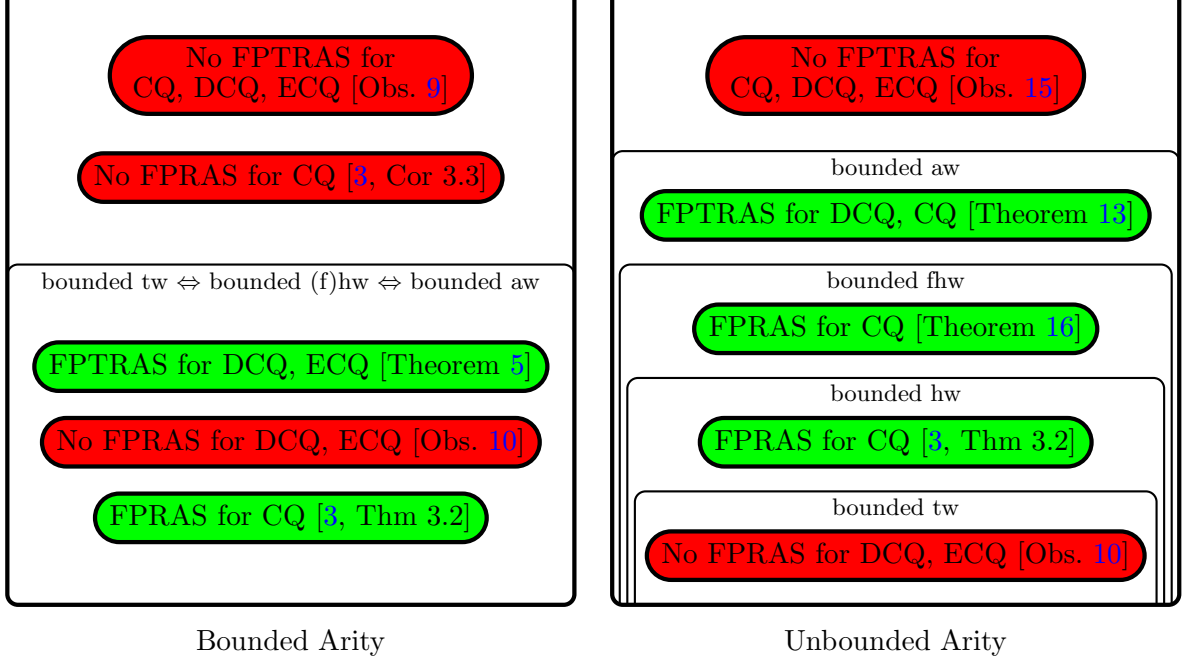 No FPTRAS for
CQ, DCQ, ECQ [Obs. 9]
No FPRAS for CQ [3, Cor 3.3]
bounded tw ⇔ bounded (f)hw ⇔ bounded aw
FPTRAS for DCQ, ECQ [Theorem 5]
No FPRAS for DCQ, ECQ [Obs. 10]
FPRAS for CQ [3, Thm 3.2]
Bounded Arity
No FPTRAS for
CQ, DCQ, ECQ [Obs. 15]
bounded aw
FPTRAS for DCQ, CQ [Theorem 13]
bounded fhw
FPRAS for CQ [Theorem 16]
bounded hw
FPRAS for CQ [3, Thm 3.2]
bounded tw
No FPRAS for DCQ, ECQ [Obs. 10]
Unbounded Arity